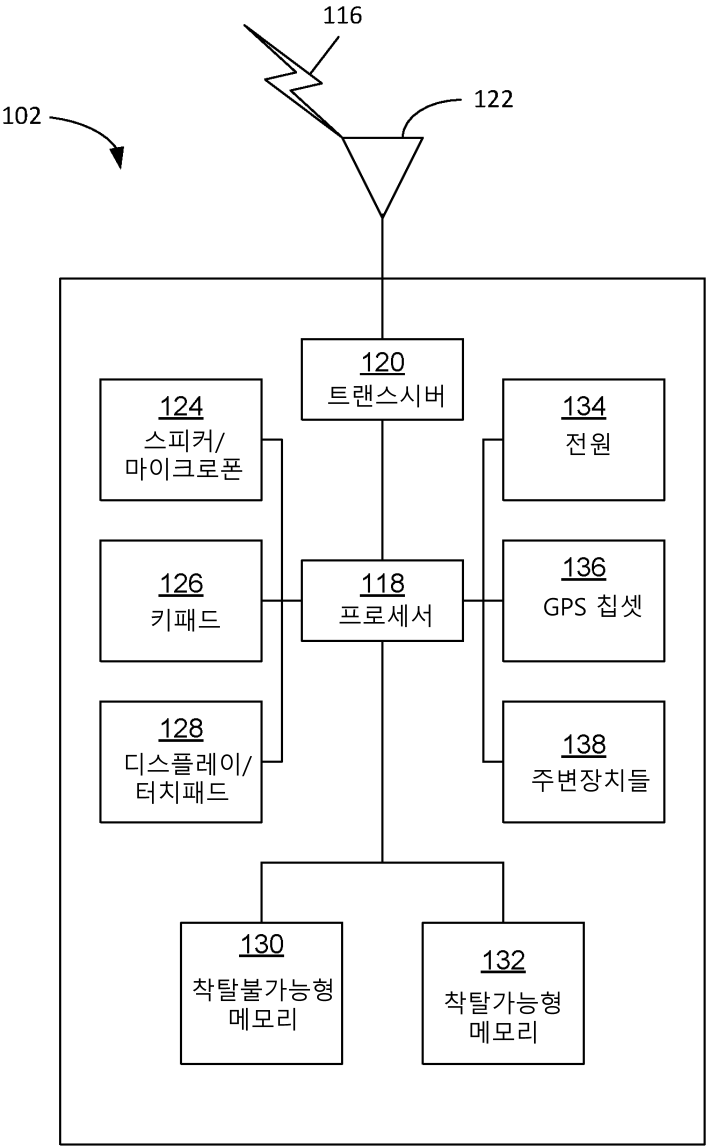 116
122
102
120
트랜스시버
124
스피커/
마이크로폰
134
전원
126
키패드
118
프로세서
136
GPS 칩셋
128
디스플레이/
터치패드
138
주변장치들
130
착탈불가능형
메모리
132
착탈가능형
메모리